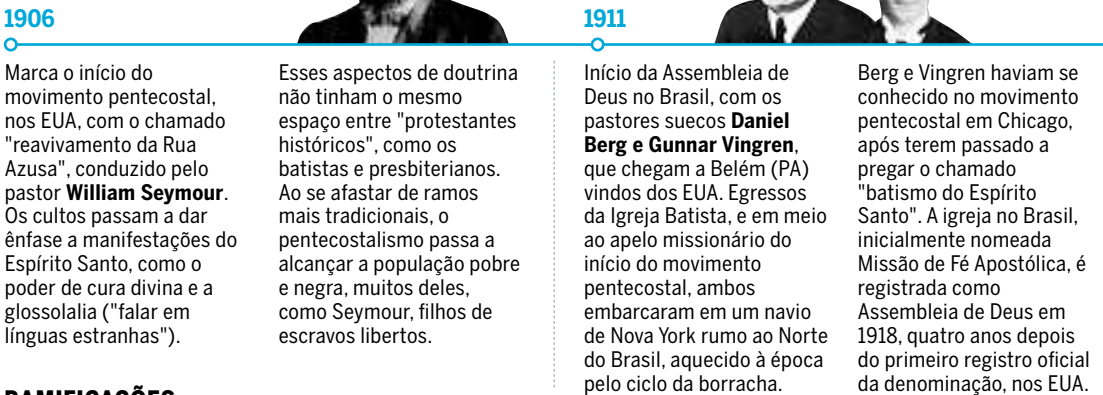 1906
Marca o início do
movimento pentecostal,
nos EUA, com o chamado
"reavivamento da Rua
Azusa", conduzido pelo
pastor William Seymour.
Os cultos passam a dar
ênfase a manifestações do
Espírito Santo, como o
poder de cura divina e a
glossolalia ("falar em
línguas estranhas").
Esses aspectos de doutrina
não tinham o mesmo
espaço entre "protestantes
históricos", como os
batistas e presbiterianos.
Ao se afastar de ramos
mais tradicionais, o
pentecostalismo passa a
alcançar a população pobre
e negra, muitos deles,
como Seymour, filhos de
escravos libertos.
1911
Início da Assembleia de
Deus no Brasil, com os
pastores suecos Daniel
Berg e Gunnar Vingren,
que chegam a Belém (PA)
vindos dos EUA. Egressos
da Igreja Batista, e em meio
ao apelo missionário do
início do movimento
pentecostal, ambos
embarcaram em um navio
de Nova York rumo ao Norte
do Brasil, aquecido à época
pelo ciclo da borracha.
Berg e Vingren haviam se
conhecido no movimento
pentecostal em Chicago,
após terem passado a
pregar o chamado
"batismo do Espírito
Santo". A igreja no Brasil,
inicialmente nomeada
Missão de Fé Apostólica, é
registrada como
Assembleia de Deus em
1918, quatro anos depois
do primeiro registro oficial
da denominação, nos EUA.
RAMIFICAÇÕES